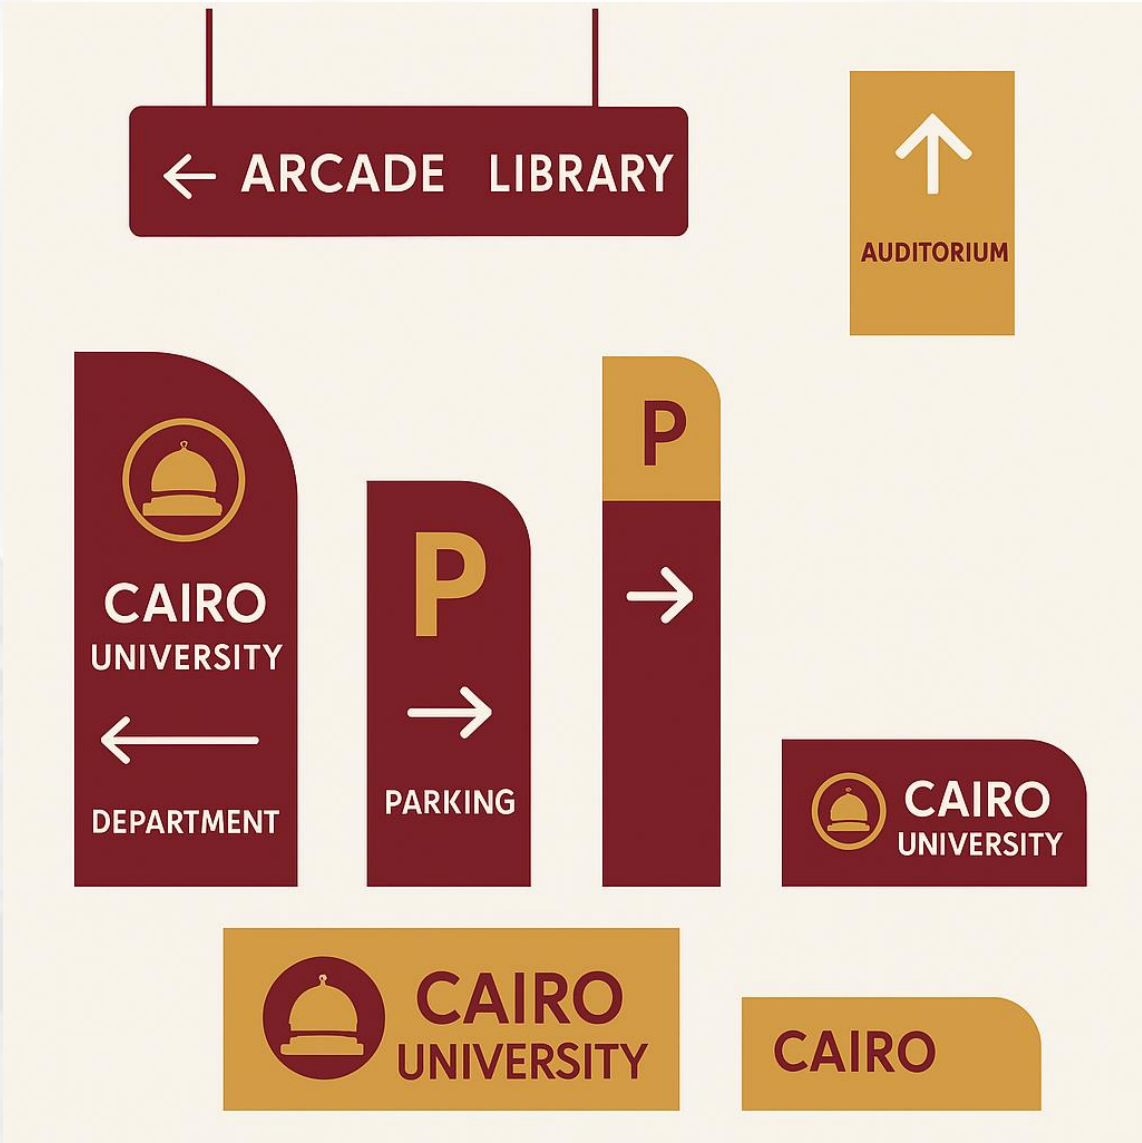 ← ARCADE LIBRARY
↑
AUDITORIUM
CAIRO
UNIVERSITY
←
DEPARTMENT
P
→
PARKING
P
→
CAIRO
UNIVERSITY
CAIRO
UNIVERSITY
CAIRO